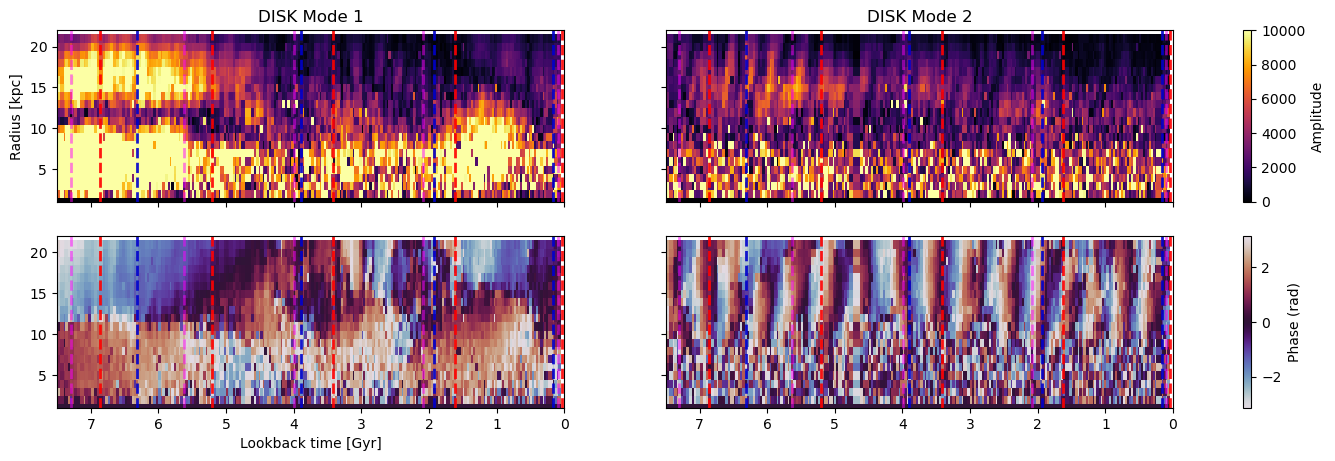 DISK Mode 1
DISK Mode 2
20
15
10
5
Radius [kpc]
10000
8000
6000
4000
2000
0
Amplitude
20
15
10
5
7 6 5 4 3 2 1 0
Lookback time [Gyr]
7 6 5 4 3 2 1 0
2
0
−2
Phase (rad)